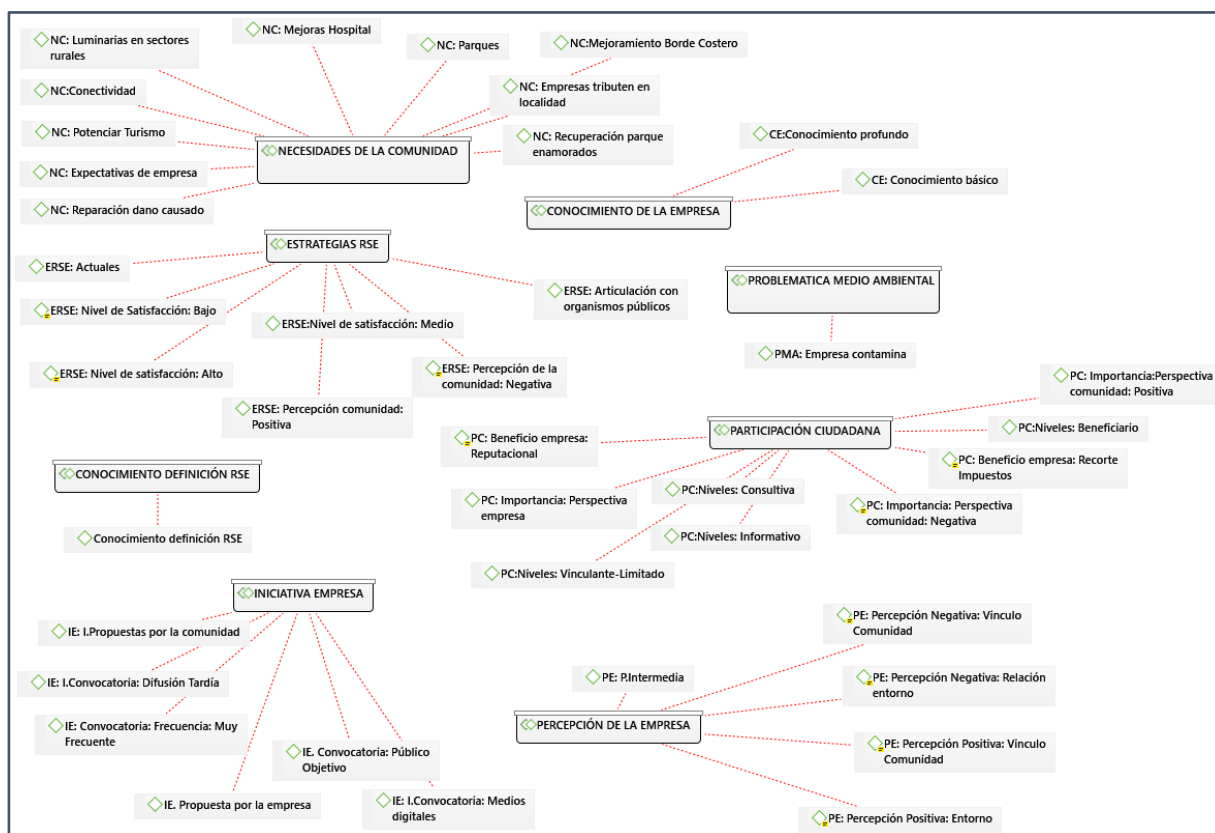 NC: Luminarias en sectores
rurales
NC: Mejoras Hospital
NC: Parques
NC:Mejoramiento Borde Costero
NC:Conectividad
NC: Empresas tributen en
localidad
NC: Potenciar Turismo
NECESIDADES DE LA COMUNIDAD
NC: Recuperación parque
enamorados
NC: Expectativas de empresa
NC: Reparación dano causado
CE:Conocimiento profundo
CE: Conocimiento básico
CONOCIMIENTO DE LA EMPRESA
ESTRATEGIAS RSE
ERSE: Actuales
ERSE: Articulación con
organismos públicos
ERSE: Nivel de Satisfacción: Bajo
ERSE:Nivel de satisfacción: Medio
ERSE: Nivel de satisfacción: Alto
ERSE: Percepción de la
comunidad: Negativa
ERSE: Percepción comunidad:
Positiva
PROBLEMATICA MEDIO AMBIENTAL
PMA: Empresa contamina
PC: Importancia:Perspectiva
comunidad: Positiva
PARTICIPACIÓN CIUDADANA
PC:Niveles: Beneficiario
PC: Beneficio empresa:
Reputacional
PC: Beneficio empresa: Recorte
Impuestos
PC: Importancia: Perspectiva
empresa
PC:Niveles: Consultiva
PC: Importancia: Perspectiva
comunidad: Negativa
PC:Niveles: Informativo
PC:Niveles: Vinculante-Limitado
CONOCIMIENTO DEFINICIÓN RSE
Conocimiento definición RSE
INICIATIVA EMPRESA
IE: I.Propuestas por la comunidad
IE: I.Convocatoria: Difusión Tardía
IE: Convocatoria: Frecuencia: Muy
Frecuente
IE. Convocatoria: Público
Objetivo
IE. Propuesta por la empresa
IE: I.Convocatoria: Medios
digitales
PE: Percepción Negativa: Vinculo
Comunidad
PE: P.Intermedia
PE: Percepción Negativa: Relación
entorno
PERCEPCIÓN DE LA EMPRESA
PE: Percepción Positiva: Vinculo
Comunidad
PE: Percepción Positiva: Entorno